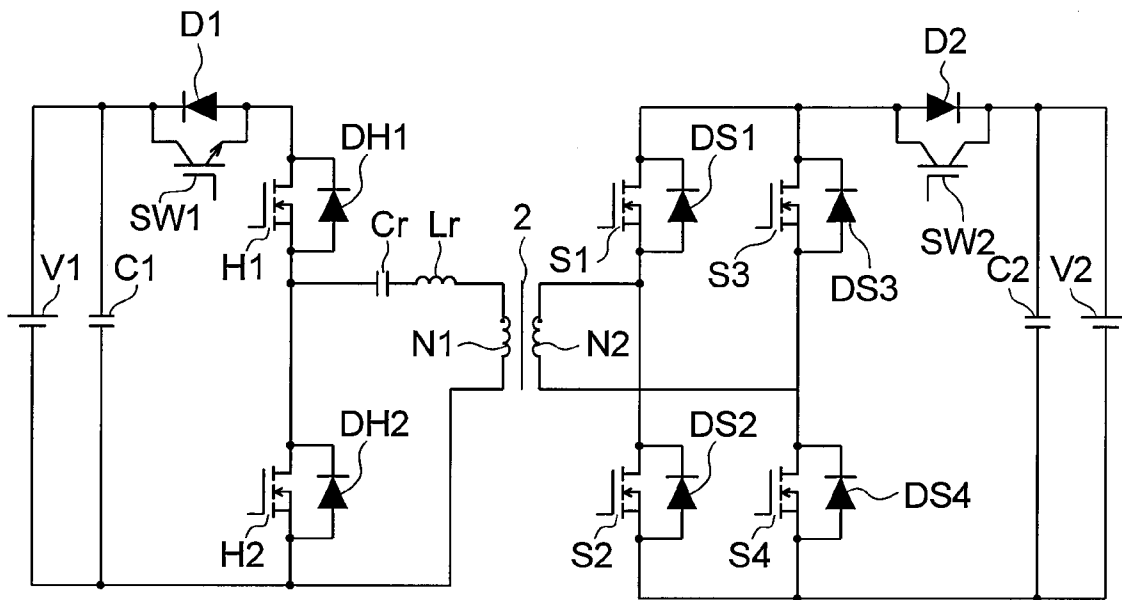 D1
D2
DH1
DS1
SW1
Cr
Lr
2
H1
S1
S3
SW2
V1
C1
DS3
C2
V2
N1
N2
DH2
DS2
DS4
H2
S2
S4